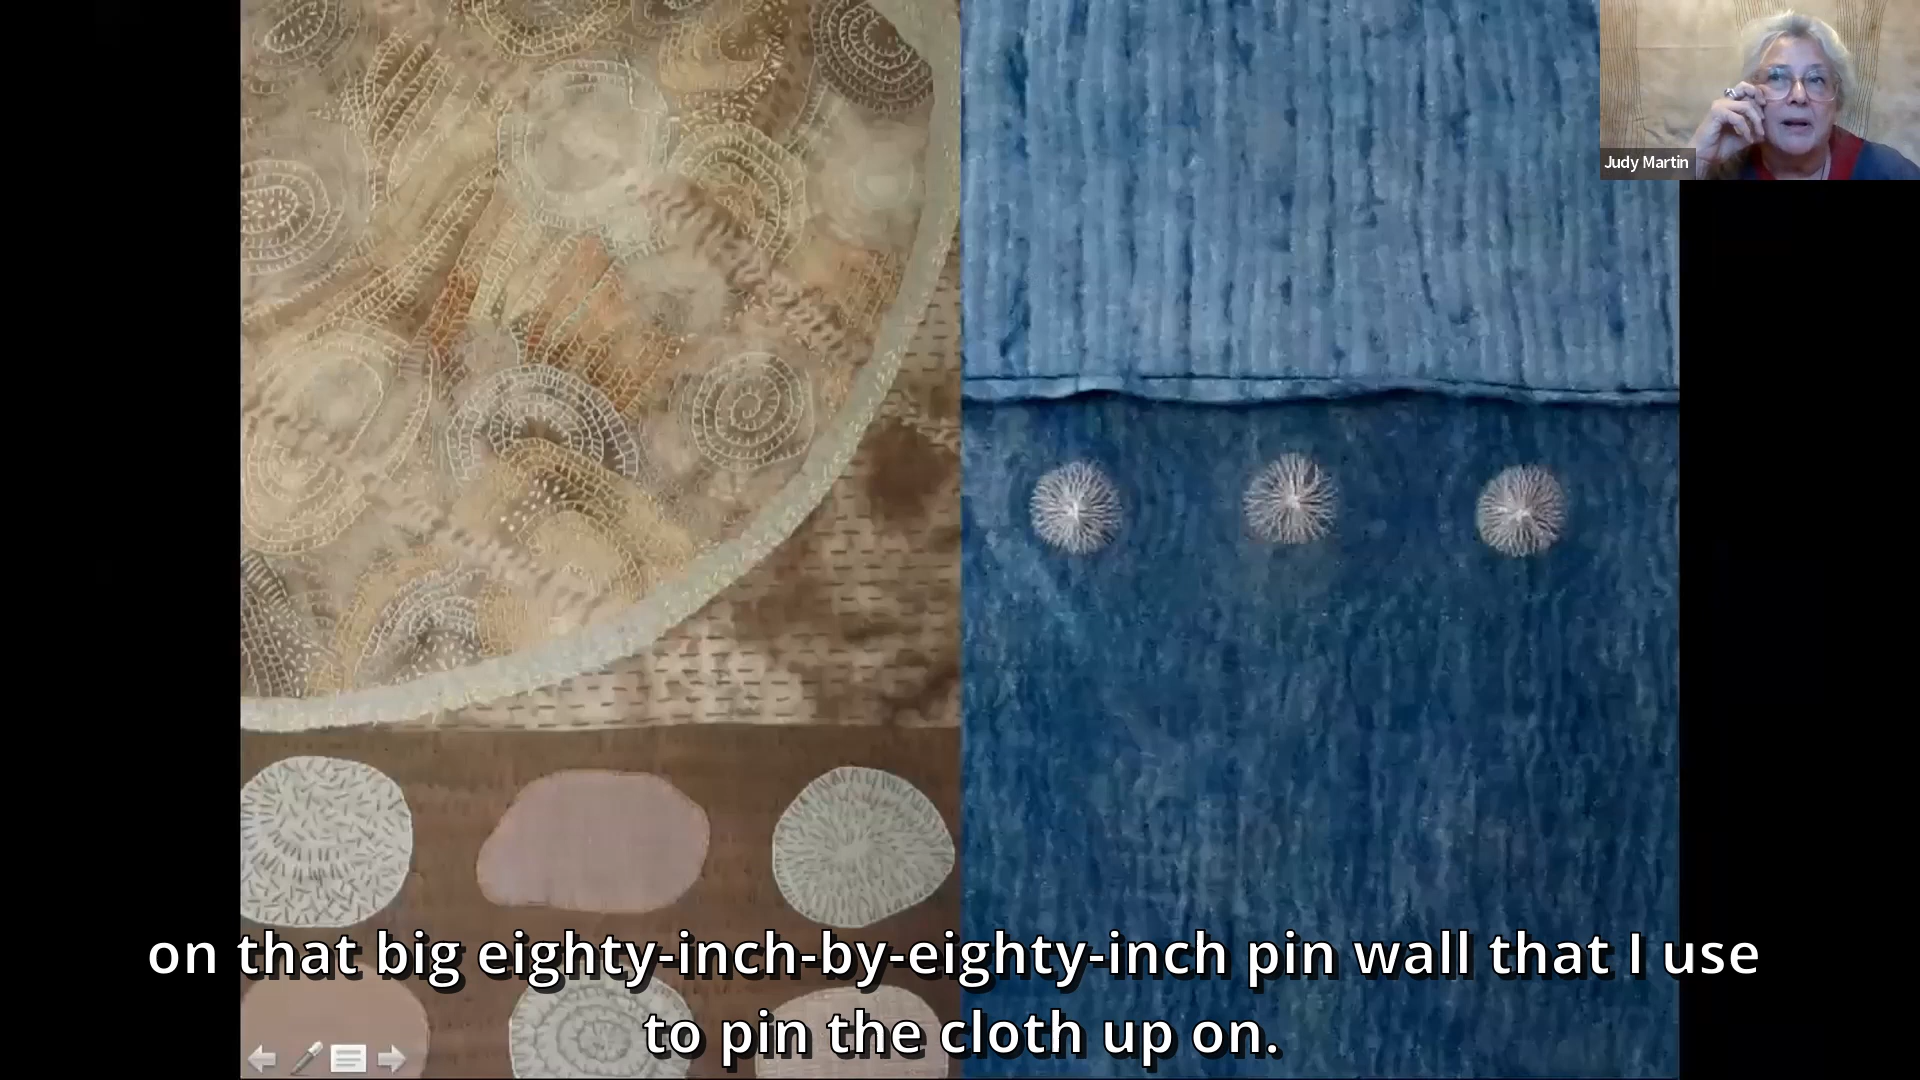 Judy Martin
on that big eighty-inch-by-eighty-inch pin wall that I use
to pin the cloth up on.